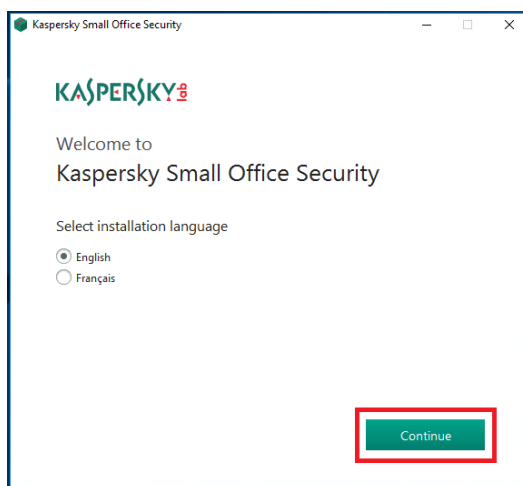 Kaspersky Small Office Security
KASPERSKY lab
Welcome to
Kaspersky Small Office Security
Select installation language
English
Français
Continue